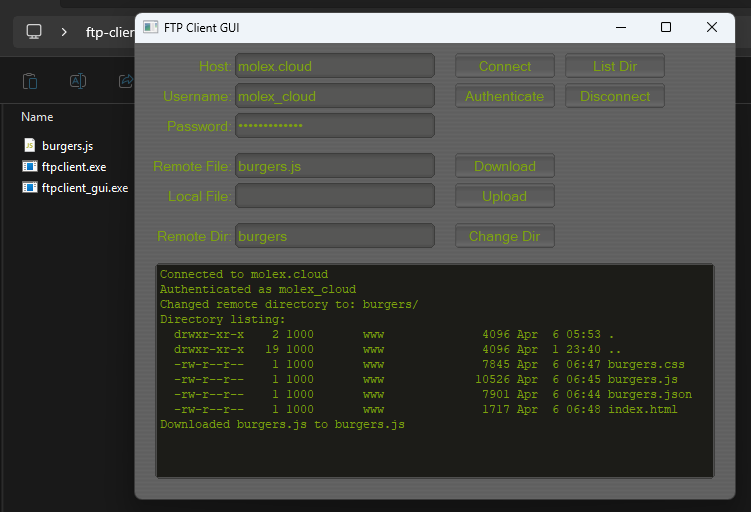 ftp-clien
FTP Client GUI
Name
burgers.js
ftpclient.exe
ftpclient_gui.exe
Host: molex.cloud Connect List Dir
Username: molex_cloud Authenticate Disconnect
Password: •••••••••••••
Remote File: burgers.js Download
Local File: Upload
Remote Dir: burgers Change Dir
Connected to molex.cloud
Authenticated as molex_cloud
Changed remote directory to: burgers/
Directory listing:
drwxr-xr-x 2 1000 www 4096 Apr 6 05:53 .
drwxr-xr-x 19 1000 www 4096 Apr 1 23:40 ..
-rw-r--r-- 1 1000 www 7845 Apr 6 06:47 burgers.css
-rw-r--r-- 1 1000 www 10526 Apr 6 06:45 burgers.js
-rw-r--r-- 1 1000 www 7901 Apr 6 06:44 burgers.json
-rw-r--r-- 1 1000 www 1717 Apr 6 06:48 index.html
Downloaded burgers.js to burgers.js